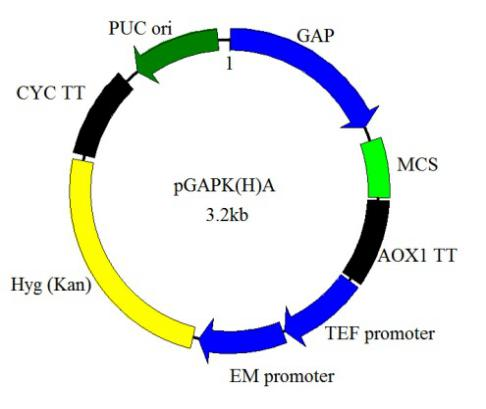 PUC ori
GAP
1
CYC TT
MCS
pGAPK(H)A
3.2kb
AOX1 TT
Hyg (Kan)
TEF promoter
EM promoter